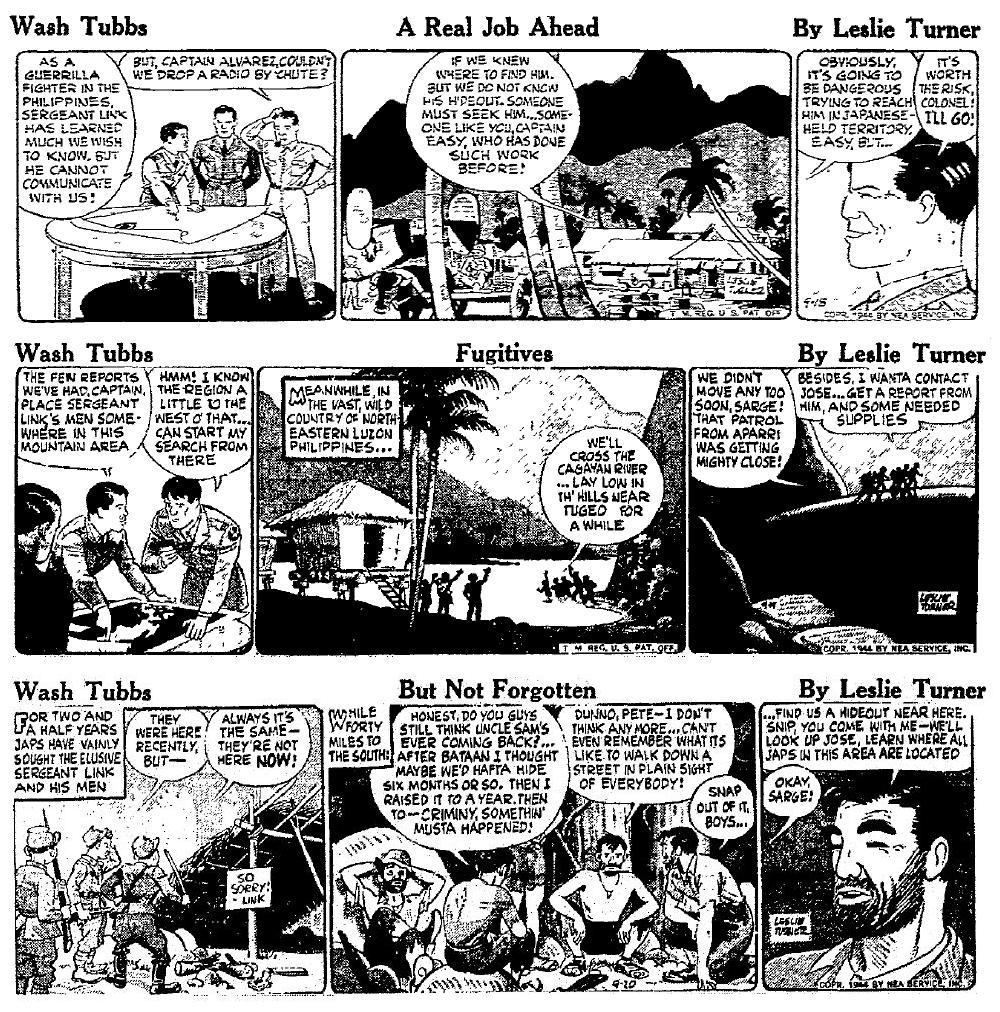 Wash Tubbs
A Real Job Ahead
By Leslie Turner
AS A
GUERRILLA
FIGHTER IN THE
PHILIPPINES,
SERGEANT LINK
HAS LEARNED
MUCH WE WISH
TO KNOW. BUT
HE CANNOT
COMMUNICATE
WITH US!
BUT, CAPTAIN ALVAREZ, COULDN'T
WE DROP A RADIO BY 'CHUTE?
IF WE KNEW
WHERE TO FIND HIM.
BUT WE DO NOT KNOW
HIS HIDEOUT. SOMEONE
MUST SEEK HIM...SOME-
ONE LIKE YOU, CAPTAIN
EASY, WHO HAS DONE
SUCH WORK
BEFORE!
LESLIE
TURNER
T. M. REG. U. S. PAT. OFF.
OBVIOUSLY,
IT'S GOING TO
BE DANGEROUS
TRYING TO REACH
HIM IN JAPANESE-
HELD TERRITORY,
EASY, BUT...
IT'S
WORTH
THE RISK,
COLONEL!
I'LL GO!
9-15
COPR. 1944 BY NEA SERVICE, INC.
Wash Tubbs
Fugitives
By Leslie Turner
THE FEW REPORTS
WE'VE HAD, CAPTAIN,
PLACE SERGEANT
LINK'S MEN SOME-
WHERE IN THIS
MOUNTAIN AREA
HMM! I KNOW
THE REGION A
LITTLE TO THE
WEST O' THAT...
CAN START MY
SEARCH FROM
THERE
MEANWHILE, IN
THE VAST, WILD
COUNTRY OF NORTH-
EASTERN LUZON
PHILIPPINES...
WE'LL
CROSS THE
CAGAYAN RIVER
...LAY LOW IN
TH' HILLS NEAR
TUGEO FOR
A WHILE
T. M. REG. U. S. PAT. OFF.
WE DIDN'T
MOVE ANY TOO
SOON, SARGE!
THAT PATROL
FROM APARRI
WAS GETTING
MIGHTY CLOSE!
BESIDES, I WANTA CONTACT
JOSE...GET A REPORT FROM
HIM, AND SOME NEEDED
SUPPLIES
LESLIE
TURNER
COPR. 1944 BY NEA SERVICE, INC.
Wash Tubbs
But Not Forgotten
By Leslie Turner
FOR TWO AND
A HALF YEARS
JAPS HAVE VAINLY
SOUGHT THE ELUSIVE
SERGEANT LINK
AND HIS MEN
THEY
WERE HERE
RECENTLY,
BUT—
ALWAYS IT'S
THE SAME—
THEY'RE NOT
HERE NOW!
SO
SORRY!
- LINK
WHILE
FORTY
MILES TO
THE SOUTH:
HONEST, DO YOU GUYS
STILL THINK UNCLE SAM'S
EVER COMING BACK?...
AFTER BATAAN I THOUGHT
MAYBE WE'D HAFTA HIDE
SIX MONTHS OR SO. THEN I
RAISED IT TO A YEAR. THEN
TO—CRIMINY, SOMETHIN'
MUSTA HAPPENED!
DUNNO, PETE—I DON'T
THINK ANY MORE...CAN'T
EVEN REMEMBER WHAT ITS
LIKE TO WALK DOWN A
STREET IN PLAIN SIGHT
OF EVERYBODY!
SNAP
OUT OF IT,
BOYS...
9-20
...FIND US A HIDEOUT NEAR HERE.
SNIP, YOU COME WITH ME—WE'LL
LOOK UP JOSE, LEARN WHERE ALL
JAPS IN THIS AREA ARE LOCATED
OKAY,
SARGE!
LESLIE
TURNER
COPR. 1944 BY NEA SERVICE, INC.